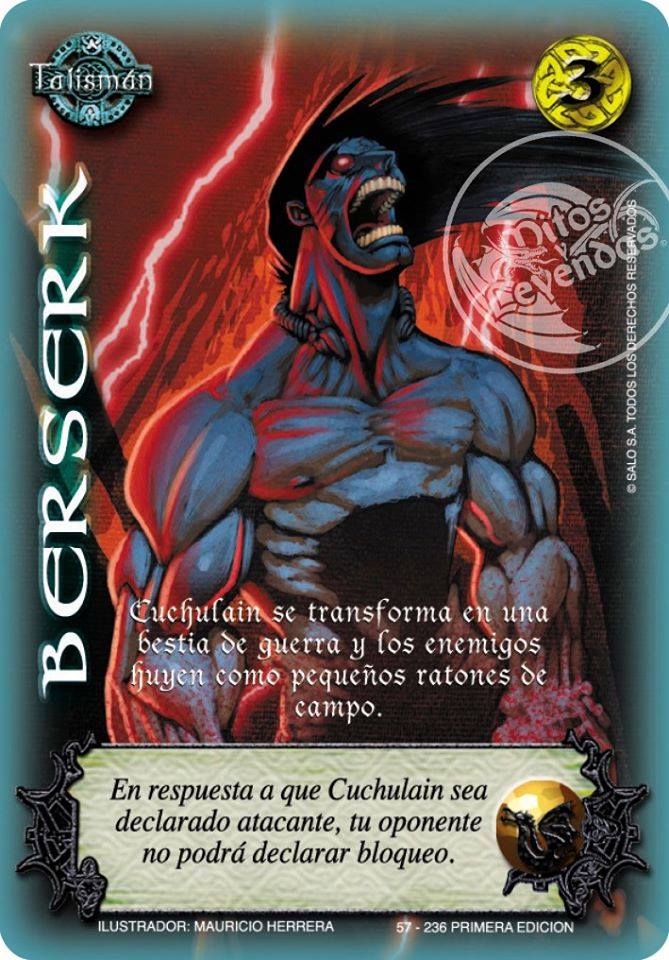 Talismán
3
BERSERK
Mitos
y
Leyendas
© SALO S.A. TODOS LOS DERECHOS RESERVADOS
Cuchulain se transforma en una
bestia de guerra y los enemigos
huyen como pequeños ratones de
campo.
En respuesta a que Cuchulain sea
declarado atacante, tu oponente
no podrá declarar bloqueo.
ILUSTRADOR: MAURICIO HERRERA
57 - 236 PRIMERA EDICION